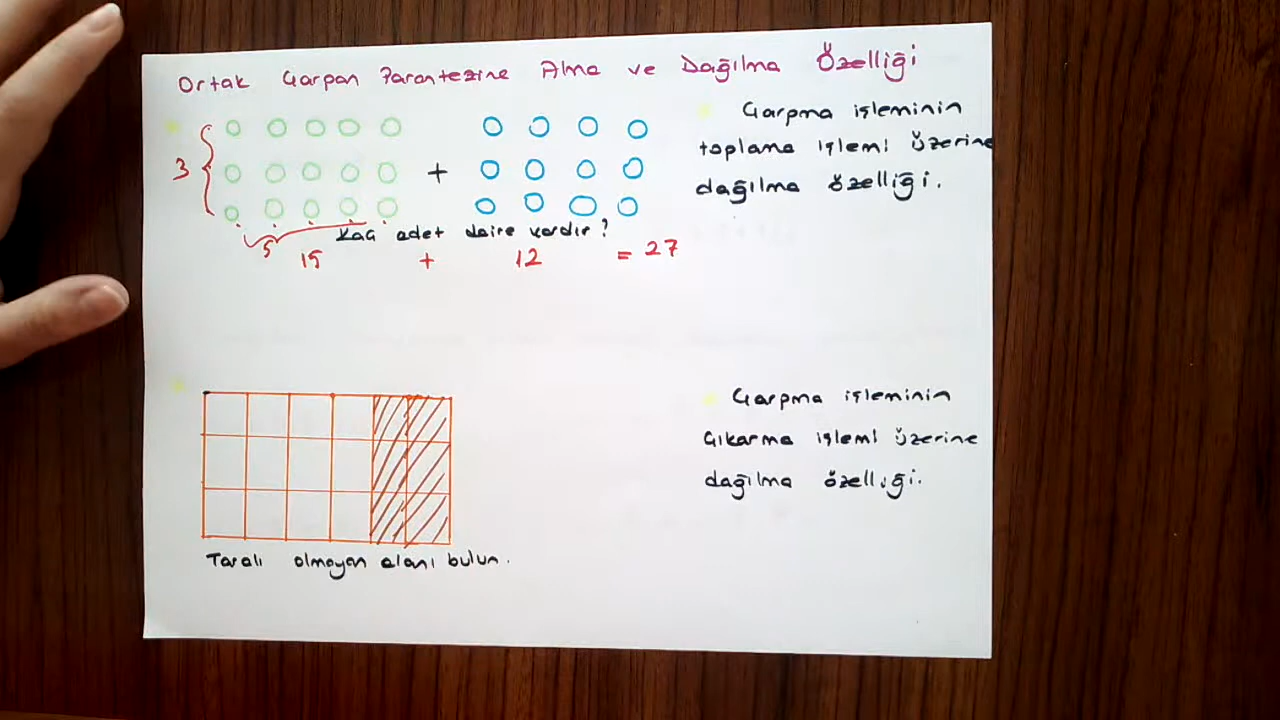 Ortak Çarpan Parantezine Alma ve Dağılma Özelliği
3
+
Kaç adet daire vardır?
5
15 + 12 = 27
Çarpma işleminin
toplama işlemi üzerine
dağılma özelliği.
Taralı olmayan alanı bulun.
Çarpma işleminin
Çıkarma işlemi üzerine
dağılma özelliği.